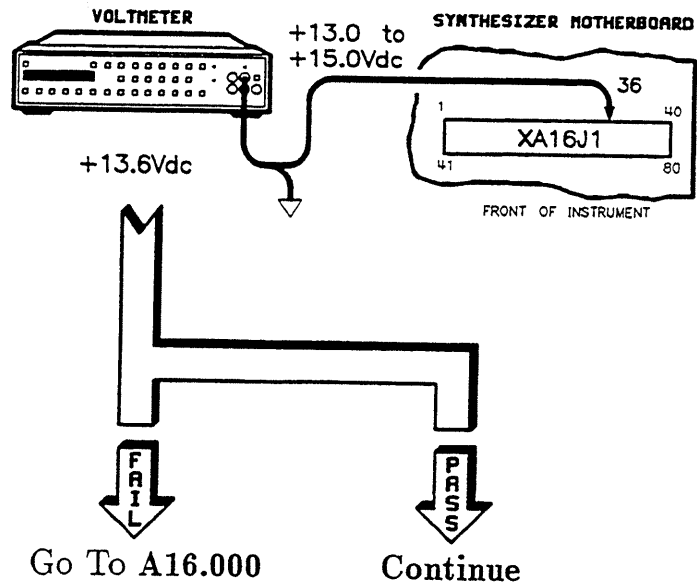 VOLTMETER
SYNTHESIZER MOTHERBOARD
+13.0 to
+15.0Vdc
36
1
40
XA16J1
41
80
+13.6Vdc
FRONT OF INSTRUMENT
FAIL
PASS
Go To A16.000
Continue